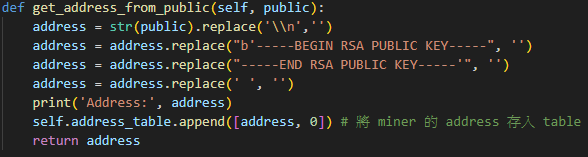 def get_address_from_public(self, public):
    address = str(public).replace('\\n','')
    address = address.replace("b'-----BEGIN RSA PUBLIC KEY-----", '')
    address = address.replace("-----END RSA PUBLIC KEY-----'", '')
    address = address.replace(' ', '')
    print('Address:', address)
    self.address_table.append([address, 0]) # 將 miner 的 address 存入 table
    return address